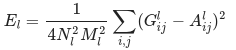 E_l = \frac{1}{4N_l^2 M_l^2} \sum_{i,j} (G_{ij}^l - A_{ij}^l)^2